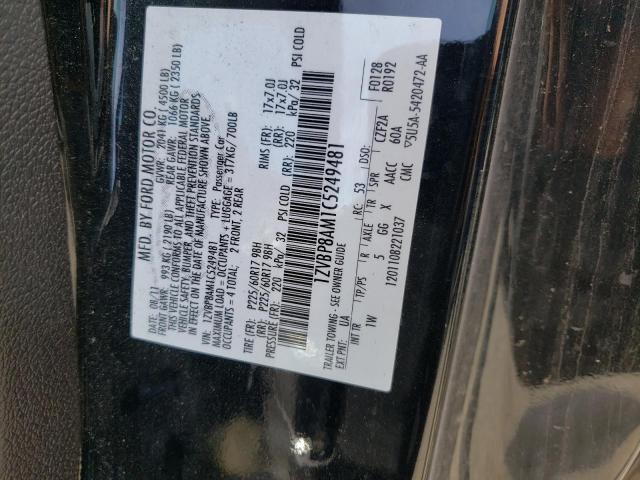 MFD. BY FORD MOTOR CO.
DATE: 08/11 GVWR: 2041 KG ( 4500 LB)
FRONT GAWR: 993 KG ( 2190 LB) REAR GAWR: 1066 KG ( 2350 LB)
THIS VEHICLE CONFORMS TO ALL APPLICABLE FEDERAL MOTOR
VEHICLE SAFETY, BUMPER, AND THEFT PREVENTION STANDARDS
IN EFFECT ON THE DATE OF MANUFACTURE SHOWN ABOVE.
VIN: 1ZVBP8AM1C5249481 TYPE: Passenger Car
MAXIMUM LOAD = OCCUPANTS + LUGGAGE = 317KG/ 700LB
OCCUPANTS = 4 TOTAL; 2 FRONT; 2 REAR
TIRE (FR): P225/60R17 98H RIMS (FR): 17x7.0J
(RR): P225/60R17 98H (RR): 17x7.0J
PRESSURE (FR): 220 kPa/ 32 PSI COLD (RR): 220 kPa/ 32 PSI COLD
1ZVBP8AM1C5249481
TRAILER TOWING - SEE OWNER GUIDE
EXT PNT: UA RC: 53 DSO: F0128
INT TR TP/PS R AXLE TR SPR CZF2A R0192
1W 5 GG X AACC 60A
CMC
1201108221037 5U5A-5420472-AA